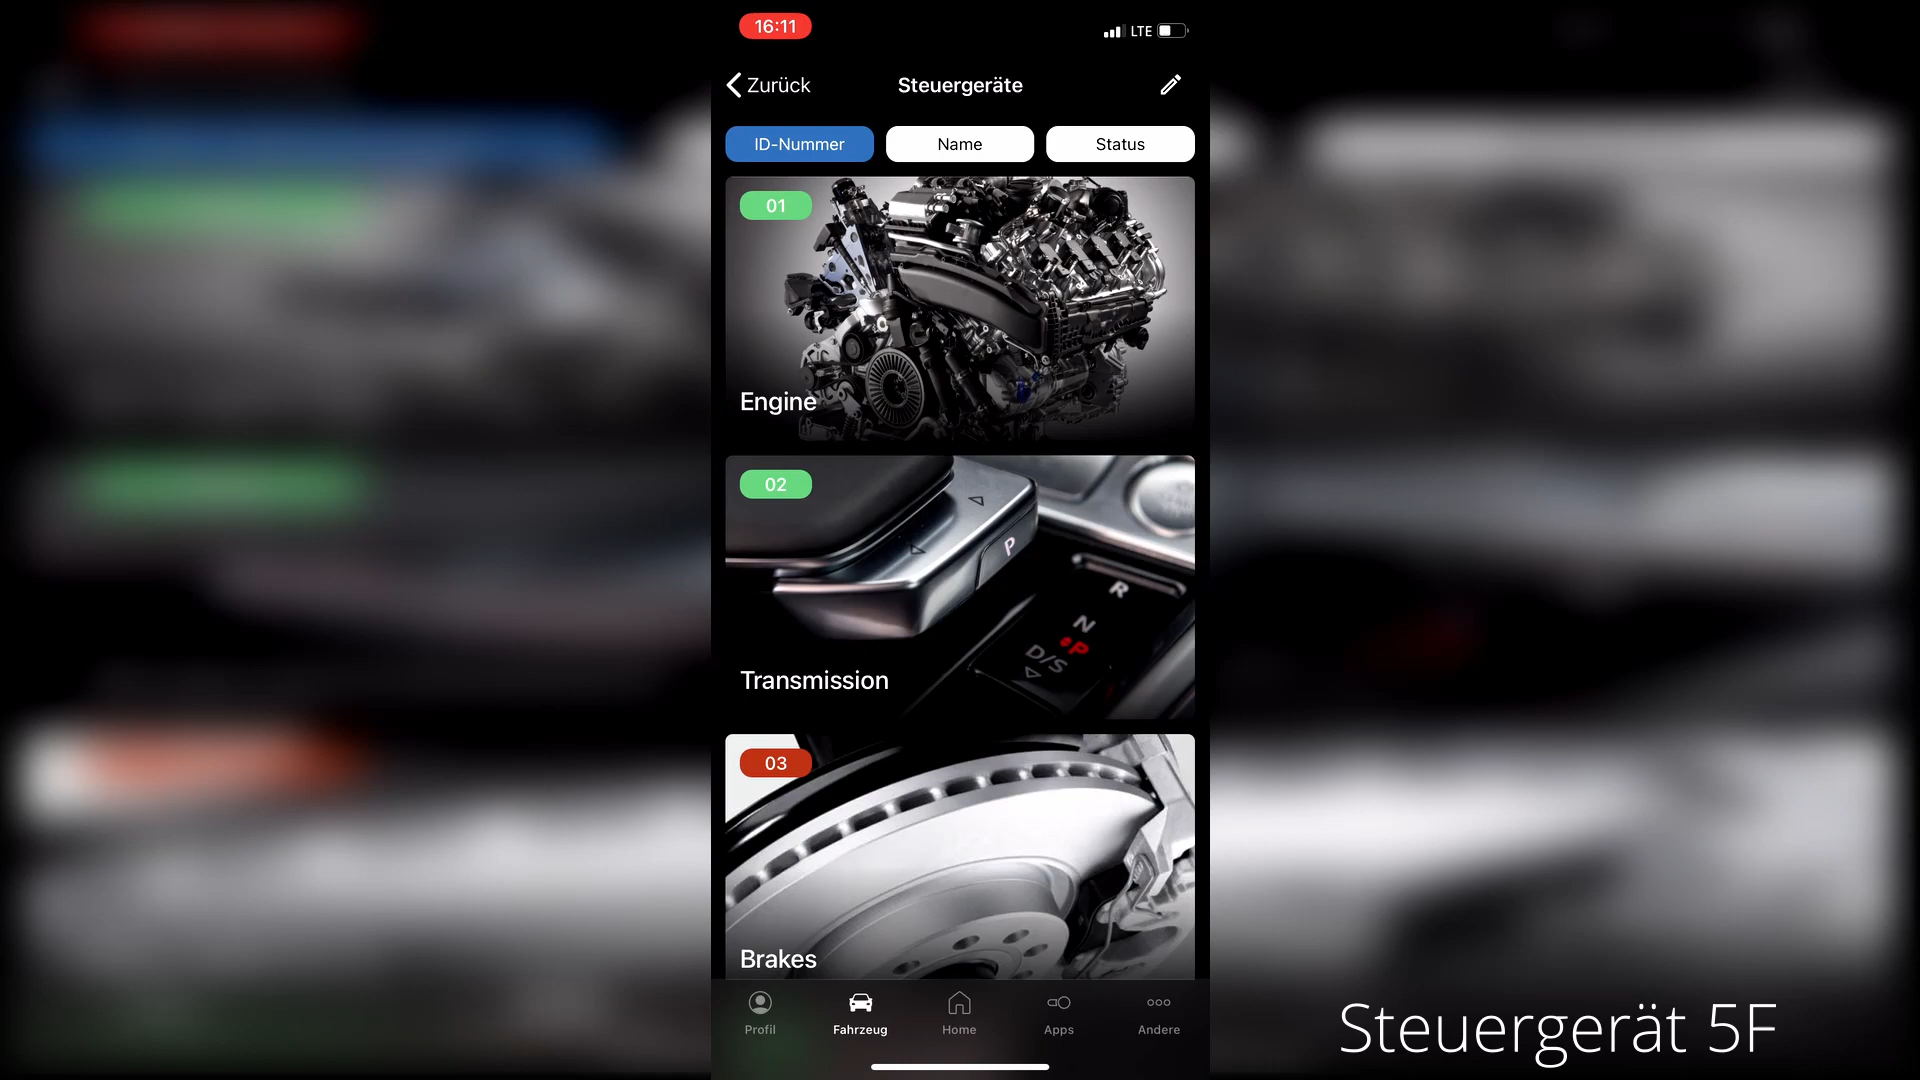 16:11
LTE
Zurück
Steuergeräte
ID-Nummer
Name
Status
01
Engine
02
P
R
N
P
D/S
Transmission
03
Brakes
Profil
Fahrzeug
Home
Apps
Andere
Steuergerät 5F